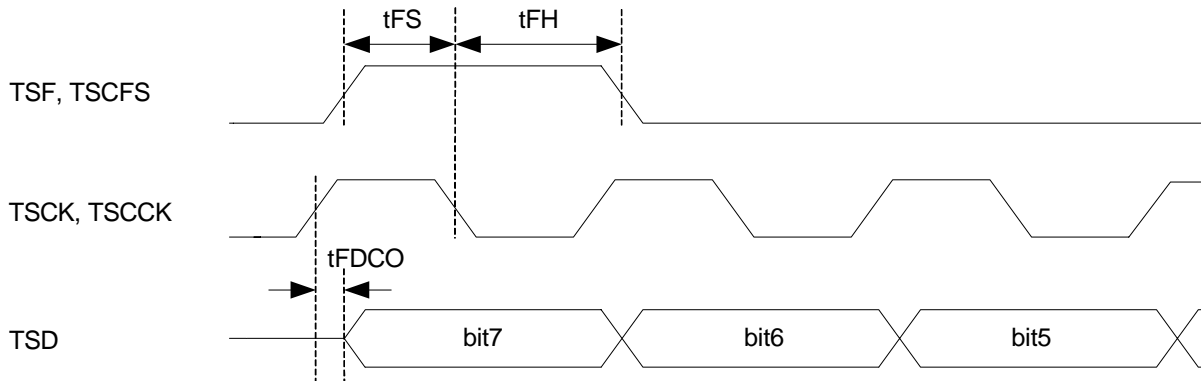 tFS tFH
TSF, TSCFS
TSCK, TSCCK
tFDCO
TSD bit7 bit6 bit5